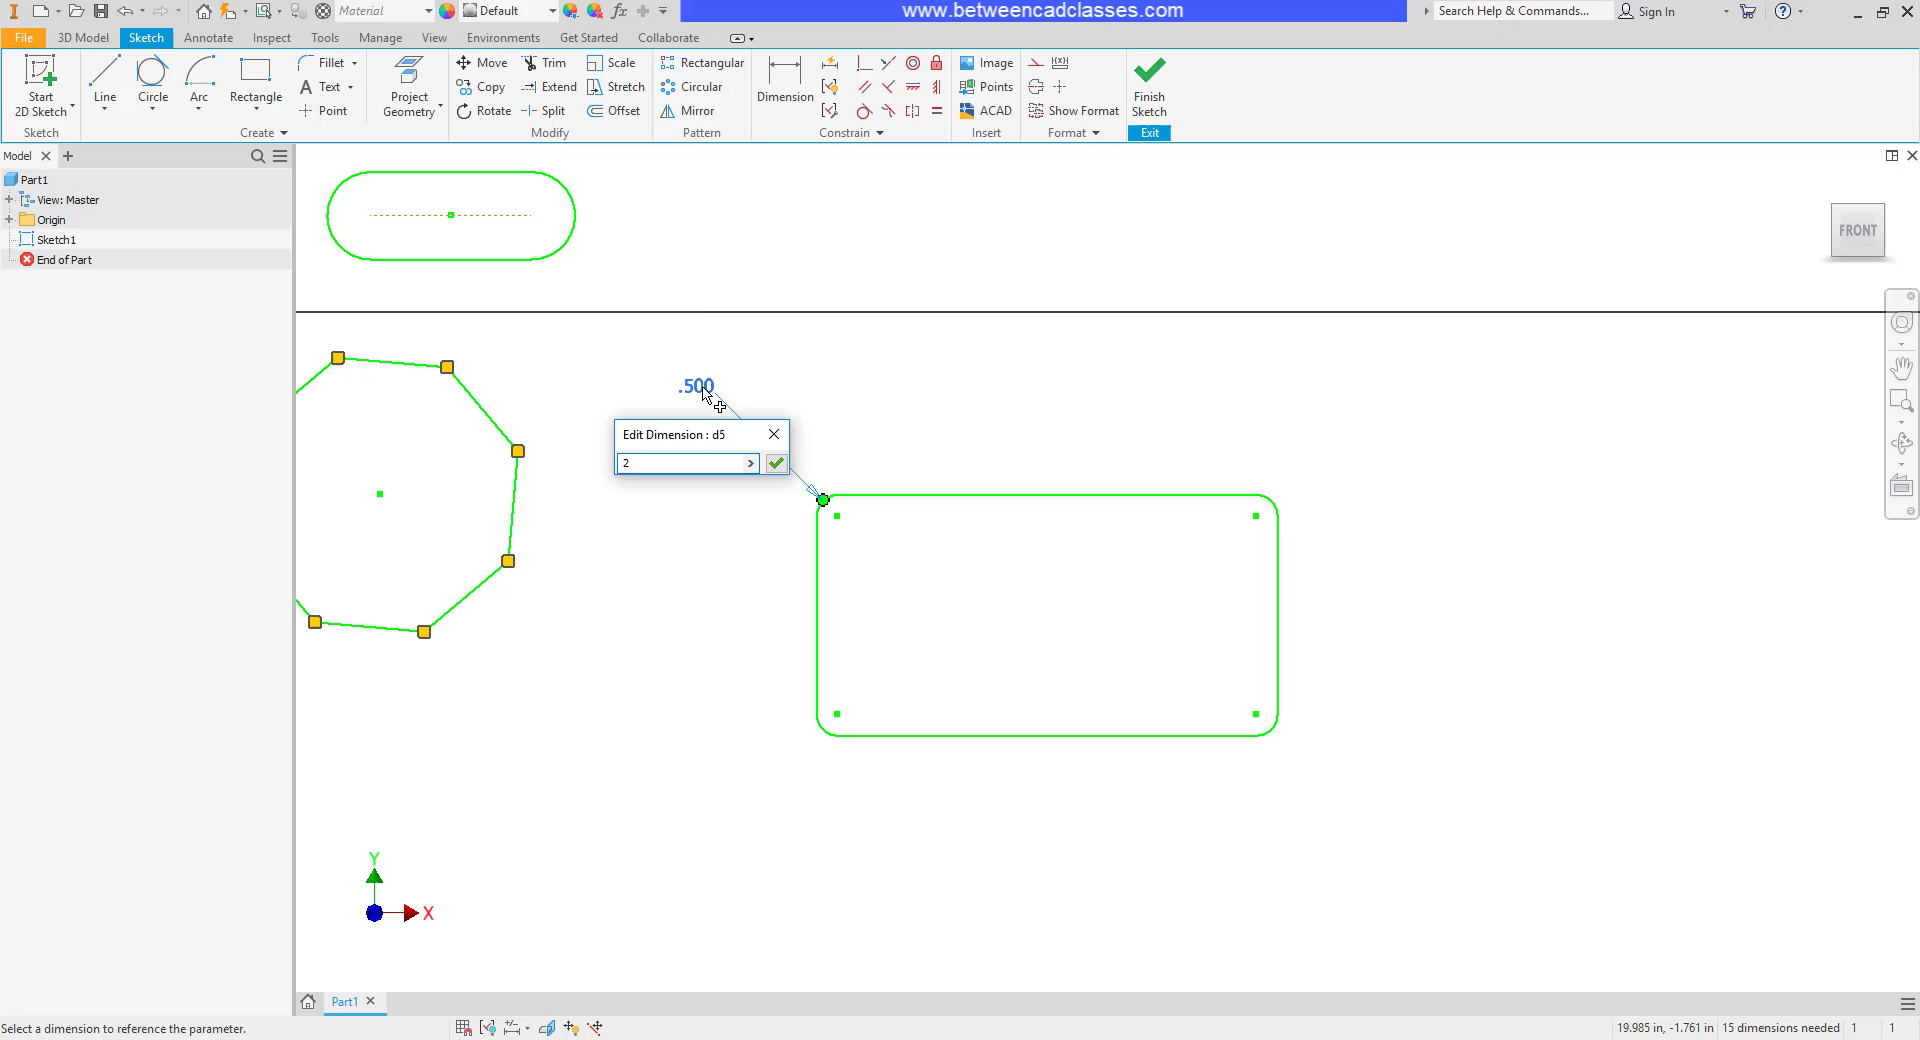 Material
Default
www.betweencadclasses.com
Search Help & Commands...
Sign In
File
3D Model
Sketch
Annotate
Inspect
Tools
Manage
View
Environments
Get Started
Collaborate
Start
2D Sketch
Line
Circle
Arc
Rectangle
Fillet
Text
Point
Project
Geometry
Move
Copy
Rotate
Trim
Extend
Split
Scale
Stretch
Offset
Rectangular
Circular
Mirror
Dimension
Image
Points
ACAD
Show Format
Finish
Sketch
Sketch
Create
Modify
Pattern
Constrain
Insert
Format
Exit
Model
Part1
View: Master
Origin
Sketch1
End of Part
FRONT
.500
Edit Dimension : d5
2
Y
X
Part1
Select a dimension to reference the parameter.
19.985 in, -1.761 in
15 dimensions needed
1
1